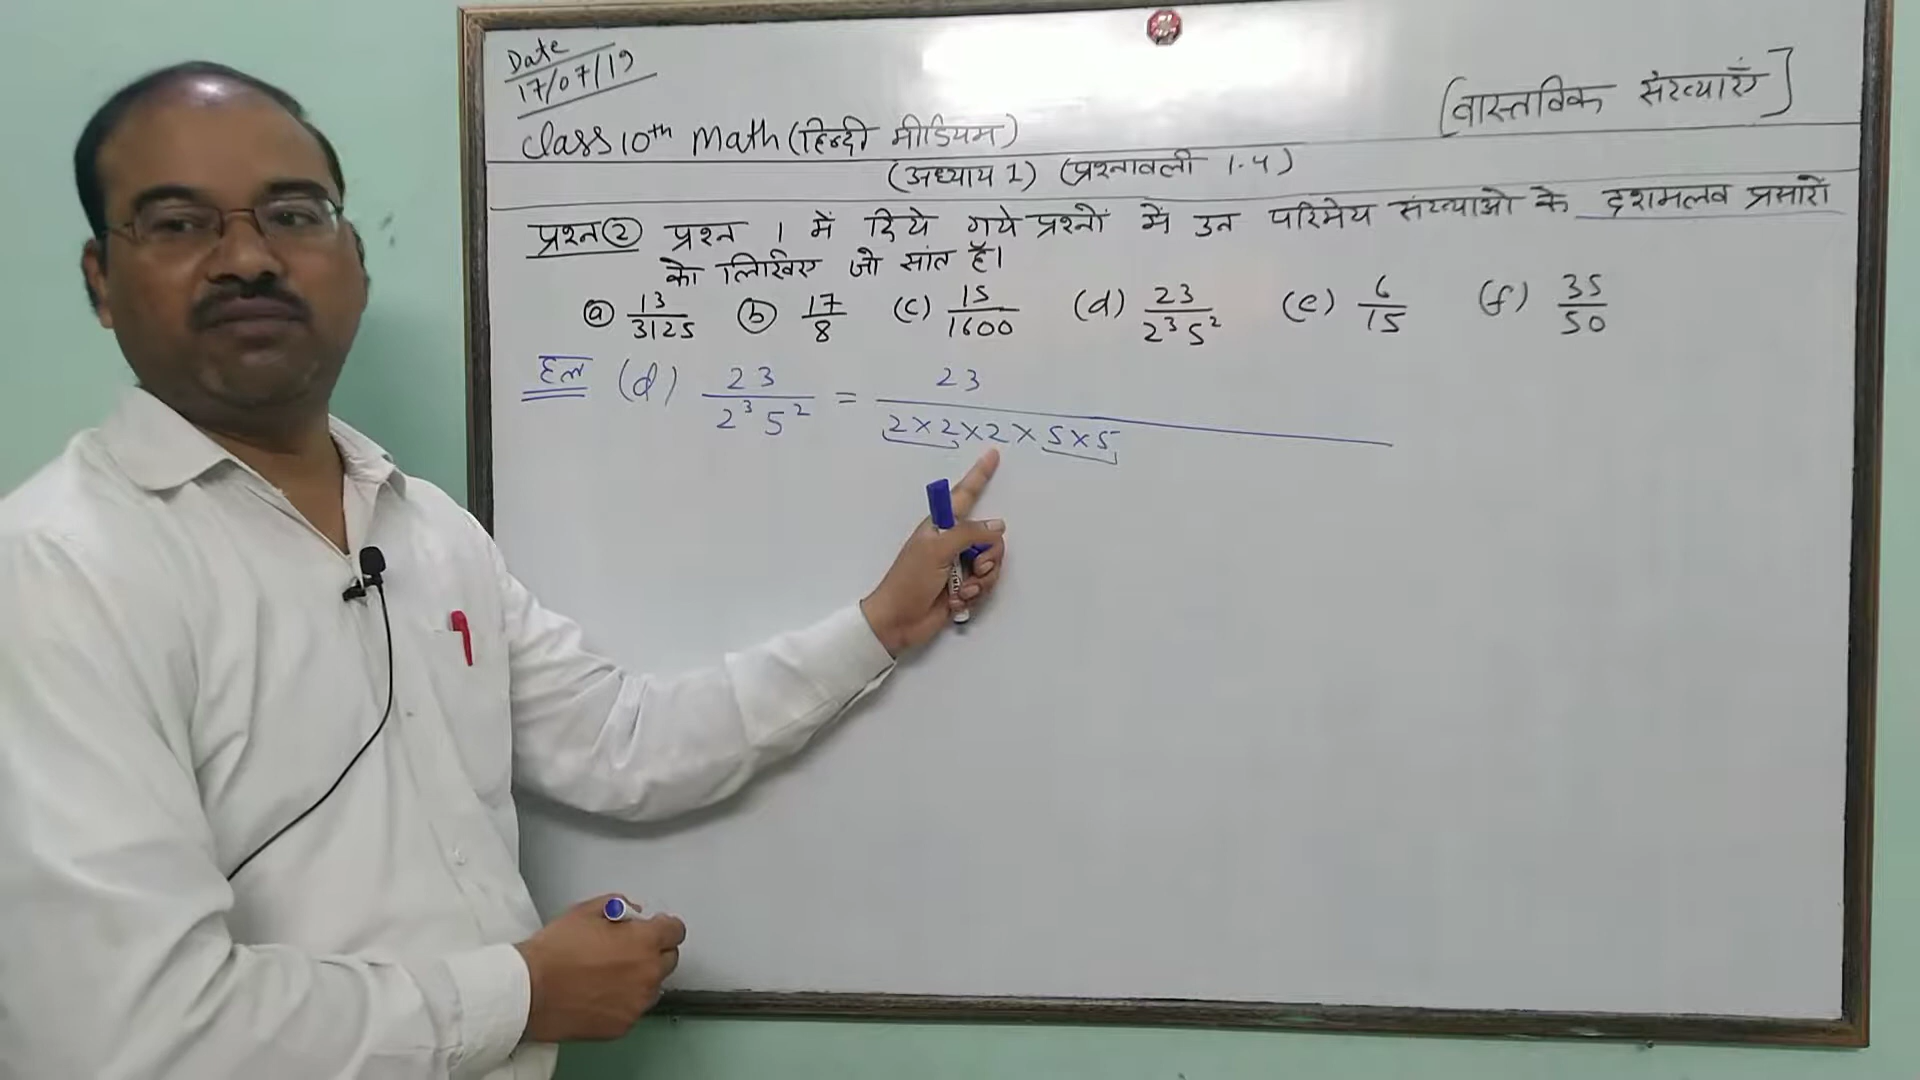 Date
17/07/19
[वास्तविक संख्याएँ]
Class 10th Math (हिन्दी मीडियम)
(अध्याय 1) (प्रश्नावली 1.4)
प्रश्न② प्रश्न 1 में दिये गये प्रश्नों में उन परिमेय संख्याओ के दशमलव प्रसारों
को लिखिए जो सांत हैं।
ⓐ 13/3125 ⓑ 17/8 (c) 15/1600 (d) 23/2³5² (e) 6/15 (f) 35/50
हल (d) 23/2³5² = 23/2×2×2×5×5